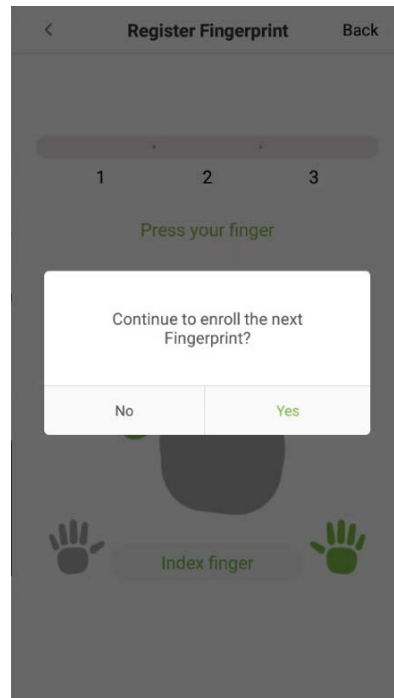 Register Fingerprint Back
1 2 3
Press your finger
Continue to enroll the next
Fingerprint?
No Yes
Index finger